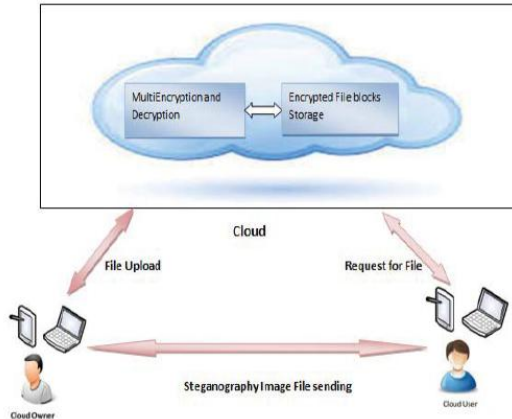 MultiEncryption and
Decryption
Encrypted File blocks
Storage
Cloud
File Upload
Request for File
Steganography Image File sending
Cloud Owner
Cloud User